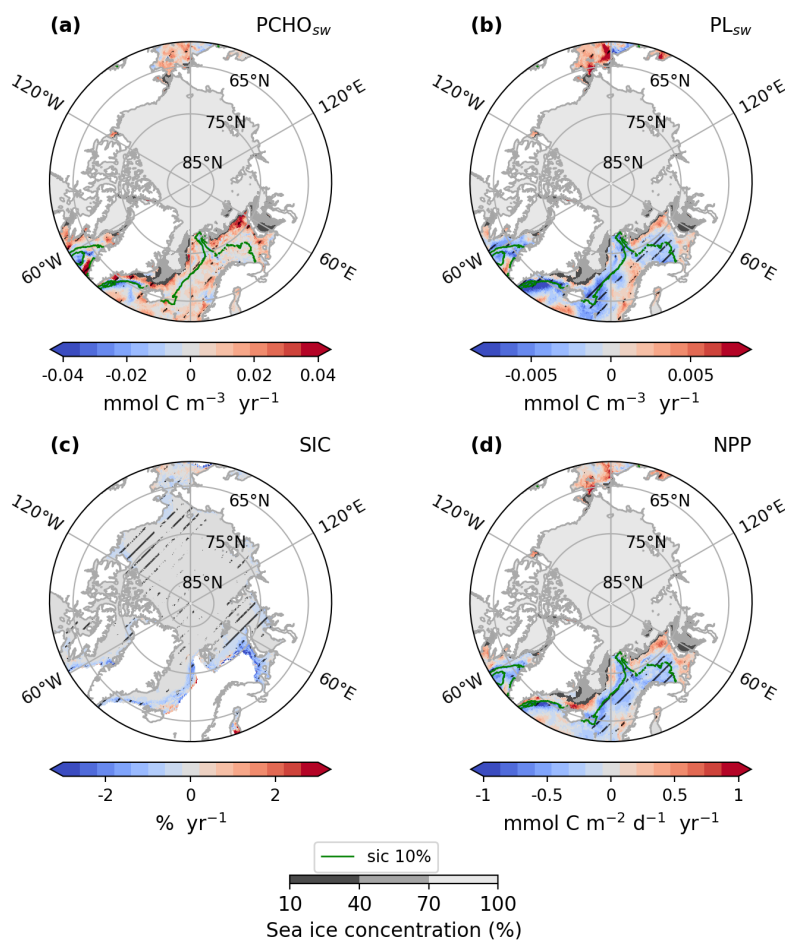 (a) PCHO_sw (b) PL_sw
65°N 65°N
120°W 120°E 120°W 120°E
75°N 75°N
85°N 85°N
60°W 60°E 60°W 60°E
-0.04 -0.02 0 0.02 0.04 -0.005 0 0.005
mmol C m⁻³ yr⁻¹ mmol C m⁻³ yr⁻¹
(c) SIC (d) NPP
65°N 65°N
120°W 120°E 120°W 120°E
75°N 75°N
85°N 85°N
60°W 60°E 60°W 60°E
-2 0 2 -1 -0.5 0 0.5 1
% yr⁻¹ mmol C m⁻² d⁻¹ yr⁻¹
sic 10%
10 40 70 100
Sea ice concentration (%)